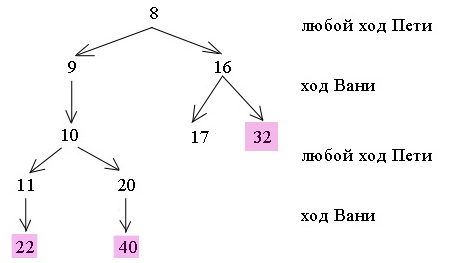 8
любой ход Пети
9 16
ход Вани
10 17 32
любой ход Пети
11 20
ход Вани
22 40